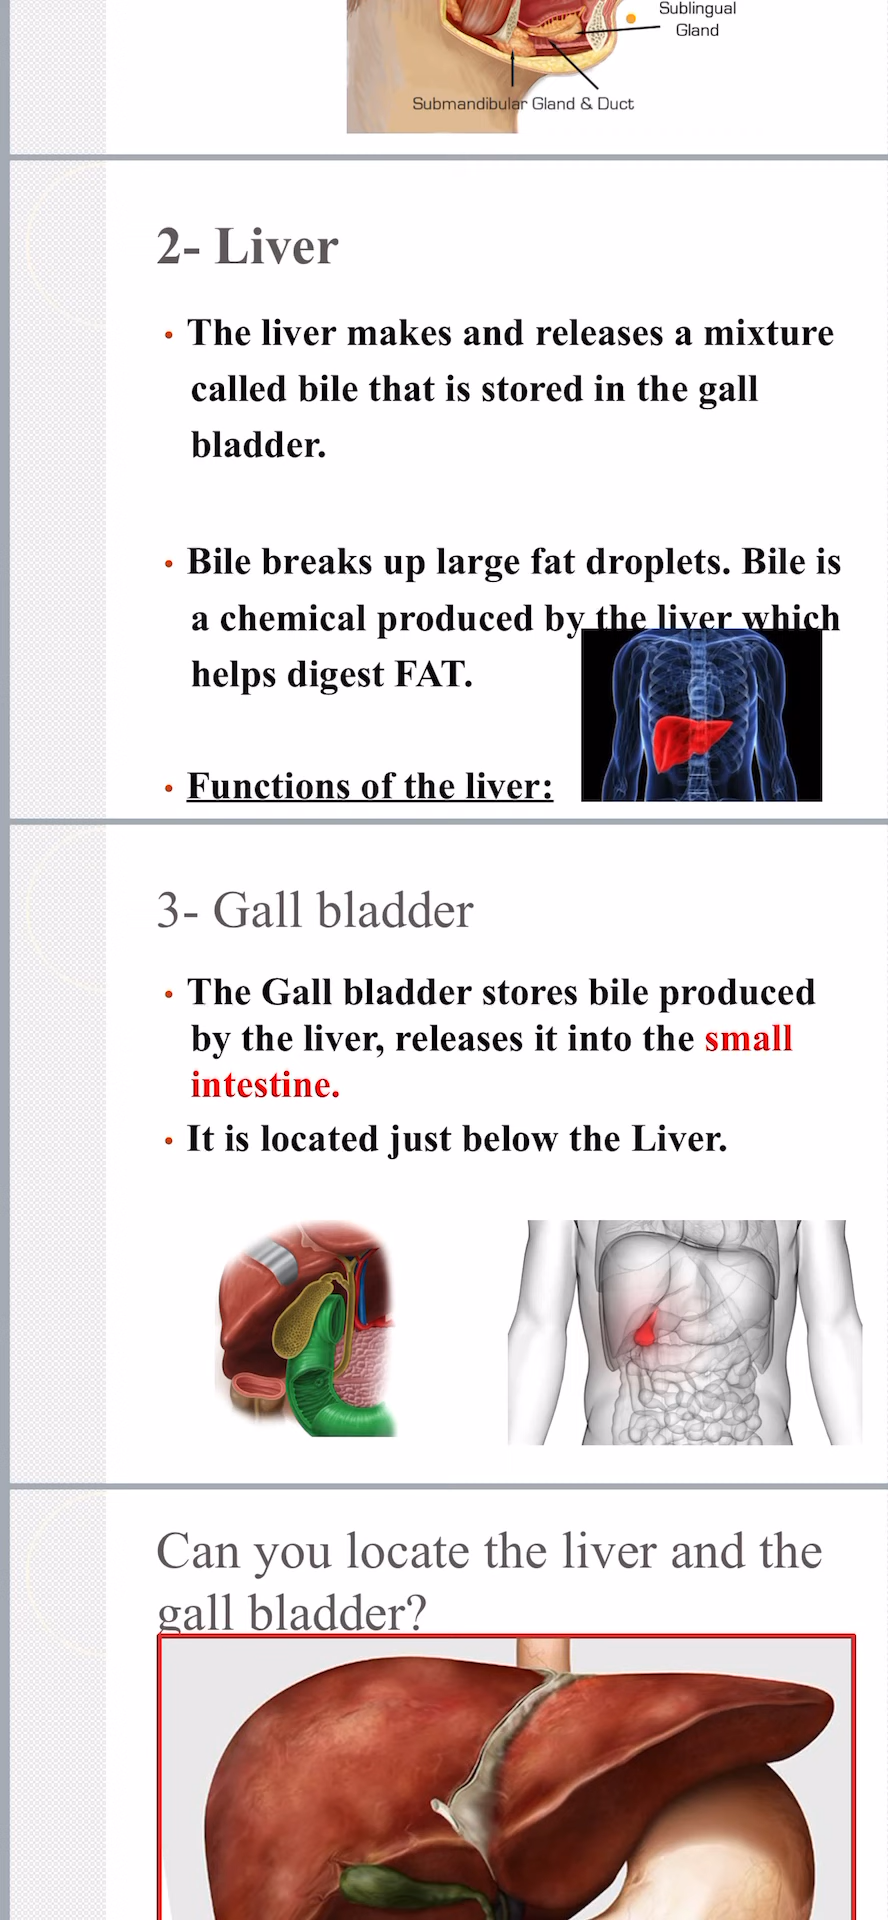 Sublingual
Gland
Submandibular Gland & Duct
2- Liver
• The liver makes and releases a mixture
called bile that is stored in the gall
bladder.
• Bile breaks up large fat droplets. Bile is
a chemical produced by the liver which
helps digest FAT.
• Functions of the liver:
3- Gall bladder
• The Gall bladder stores bile produced
by the liver, releases it into the small
intestine.
• It is located just below the Liver.
Can you locate the liver and the
gall bladder?